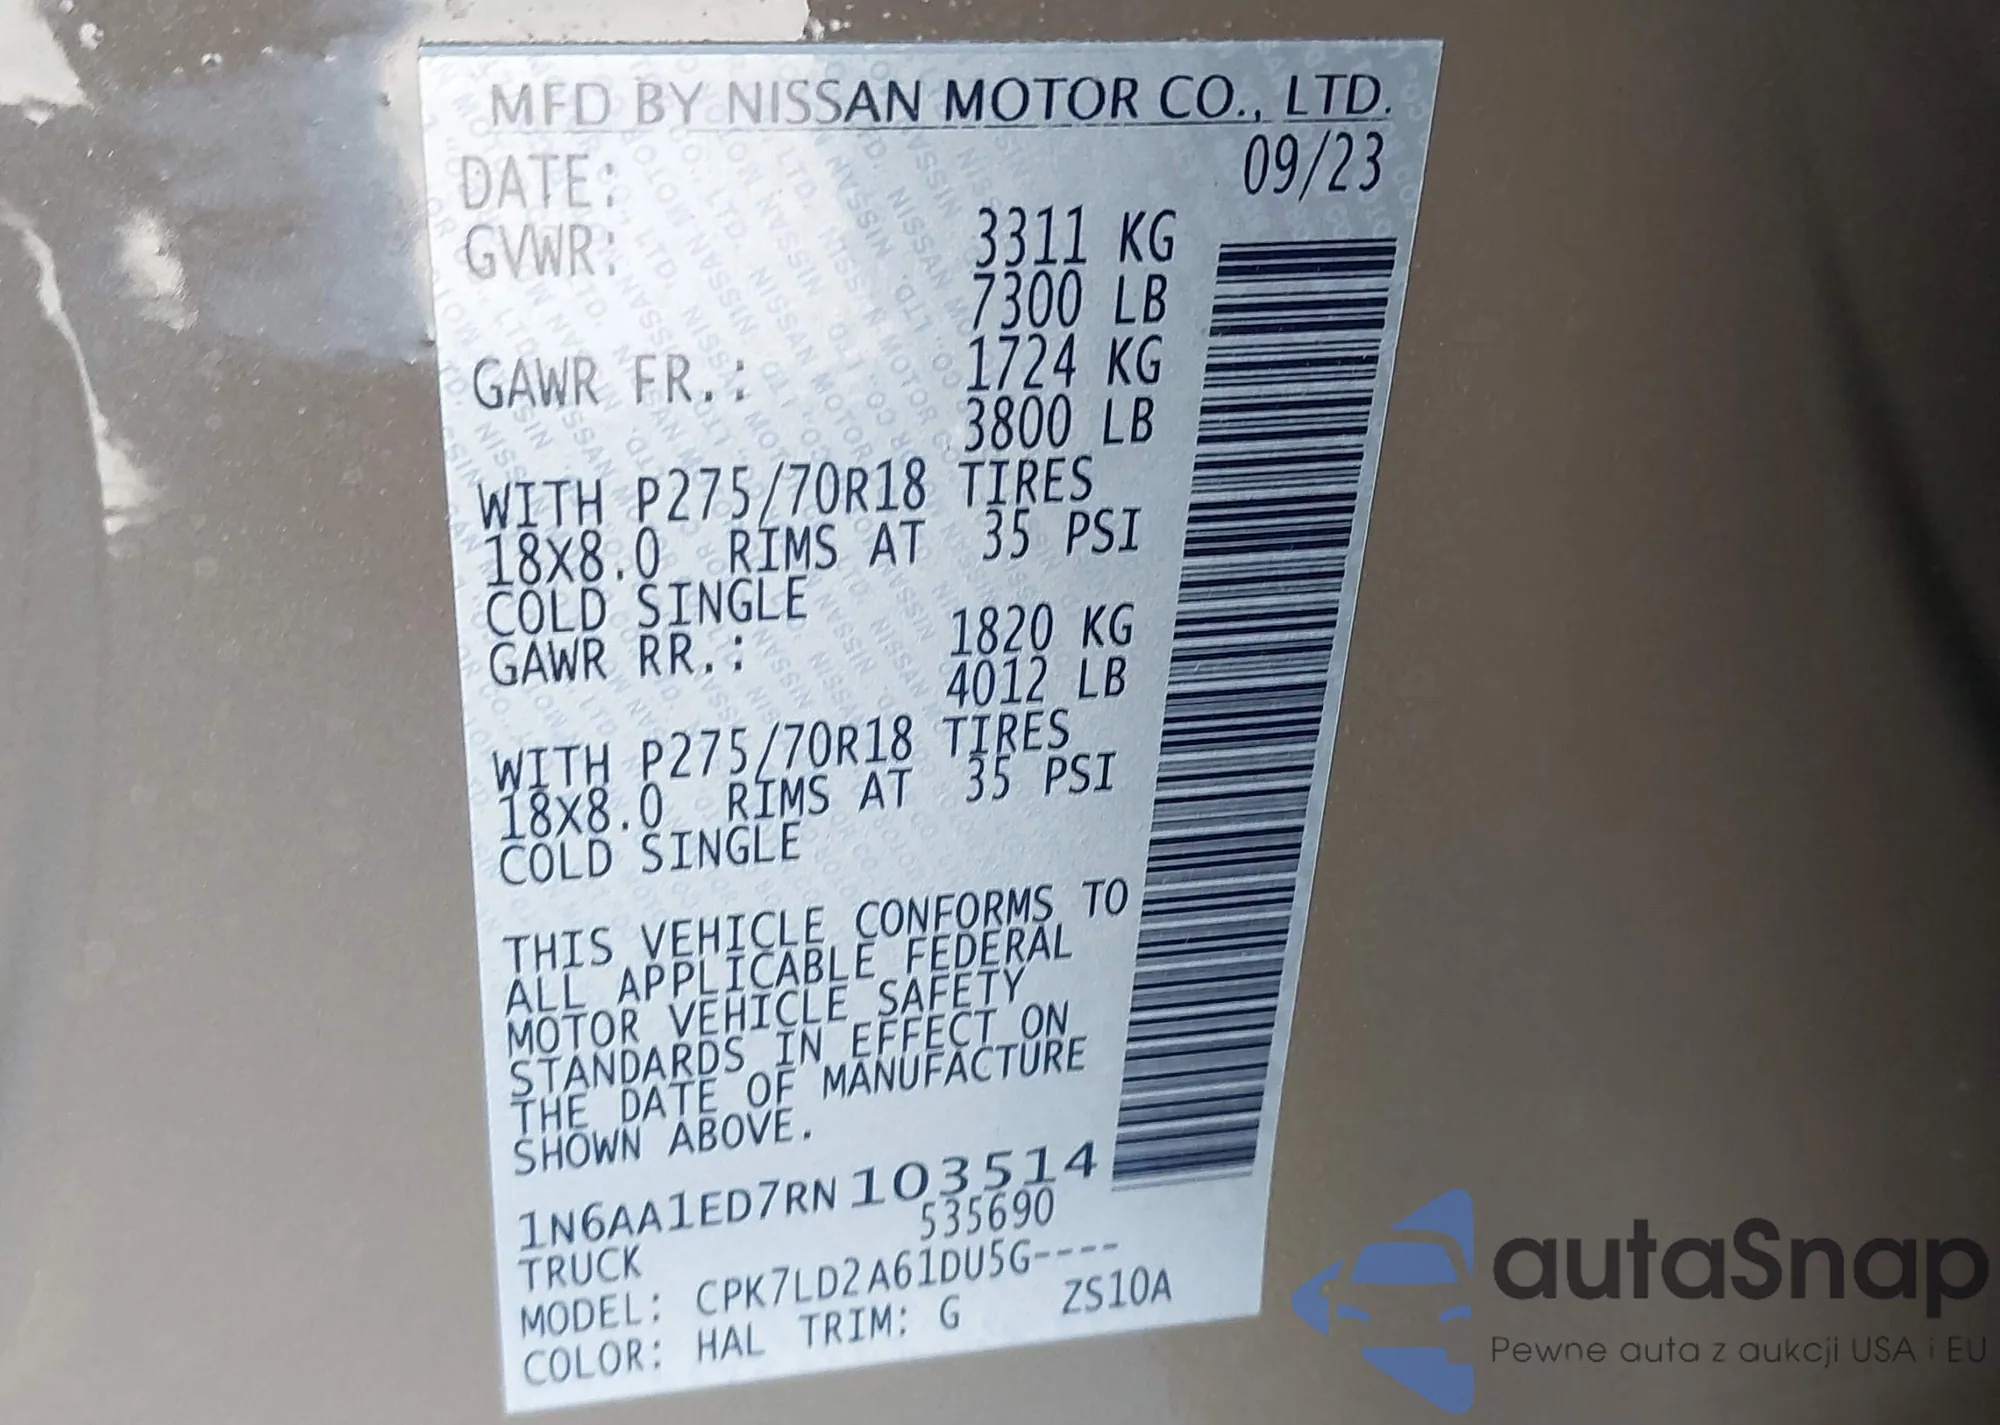 MFD BY NISSAN MOTOR CO., LTD.
DATE: 09/23
GVWR: 3311 KG
7300 LB
GAWR FR.: 1724 KG
3800 LB
WITH P275/70R18 TIRES
18X8.0 RIMS AT 35 PSI
COLD SINGLE
GAWR RR.: 1820 KG
4012 LB
WITH P275/70R18 TIRES
18X8.0 RIMS AT 35 PSI
COLD SINGLE
THIS VEHICLE CONFORMS TO
ALL APPLICABLE FEDERAL
MOTOR VEHICLE SAFETY
STANDARDS IN EFFECT ON
THE DATE OF MANUFACTURE
SHOWN ABOVE.
1N6AA1ED7RN103514
TRUCK 535690
MODEL: CPK7LD2A61DU5G----
COLOR: HAL TRIM: G ZS10A
autoSnap
Pewne auta z aukcji USA i EU